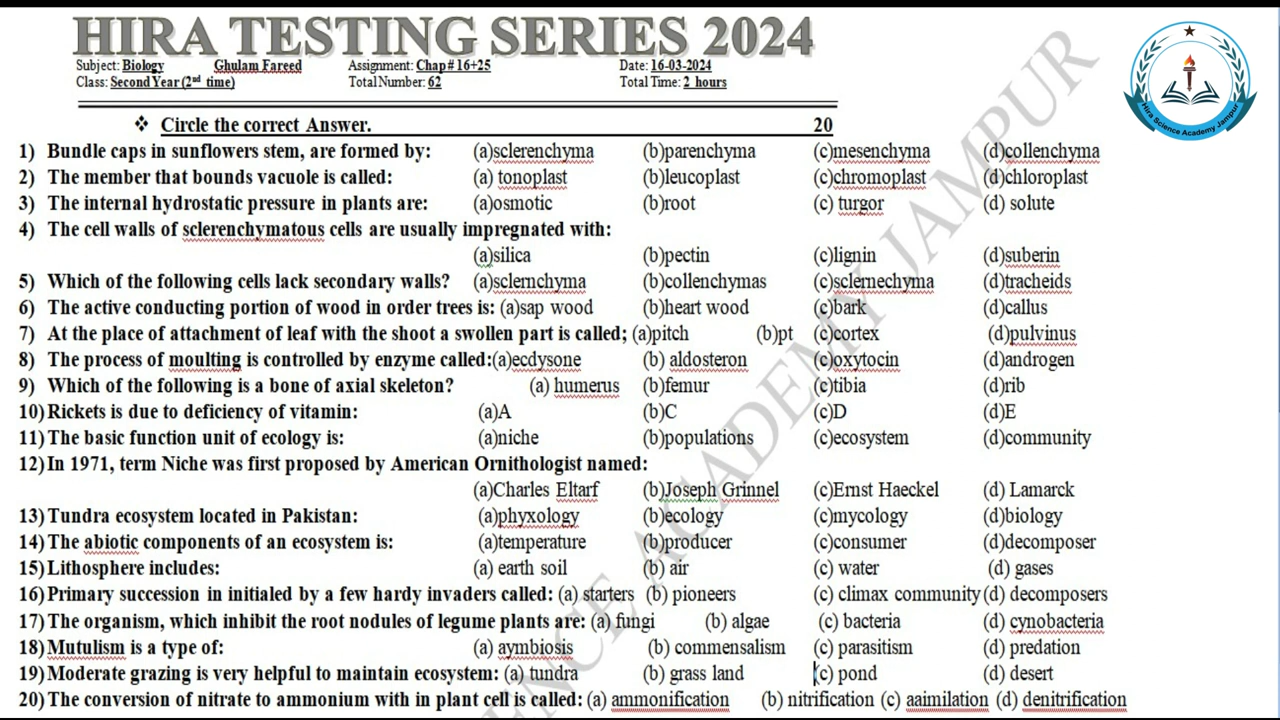 HIRA TESTING SERIES 2024
Subject: Biology Ghulam Fareed Assignment: Chap # 16+25 Date: 16-03-2024
Class: Second Year (2nd time) Total Number: 62 Total Time: 2 hours
❖ Circle the correct Answer. 20
1) Bundle caps in sunflowers stem, are formed by: (a)sclerenchyma (b)parenchyma (c)mesenchyma (d)collenchyma
2) The member that bounds vacuole is called: (a) tonoplast (b)leucoplast (c)chromoplast (d)chloroplast
3) The internal hydrostatic pressure in plants are: (a)osmotic (b)root (c) turgor (d) solute
4) The cell walls of sclerenchymatous cells are usually impregnated with:
(a)silica (b)pectin (c)lignin (d)suberin
5) Which of the following cells lack secondary walls? (a)sclernchyma (b)collenchymas (c)sclernechyma (d)tracheids
6) The active conducting portion of wood in order trees is: (a)sap wood (b)heart wood (c)bark (d)callus
7) At the place of attachment of leaf with the shoot a swollen part is called; (a)pitch (b)pt (c)cortex (d)pulvinus
8) The process of moulting is controlled by enzyme called:(a)ecdysone (b) aldosteron (c)oxytocin (d)androgen
9) Which of the following is a bone of axial skeleton? (a) humerus (b)femur (c)tibia (d)rib
10) Rickets is due to deficiency of vitamin: (a)A (b)C (c)D (d)E
11) The basic function unit of ecology is: (a)niche (b)populations (c)ecosystem (d)community
12) In 1971, term Niche was first proposed by American Ornithologist named:
(a)Charles Eltarf (b)Joseph Grinnel (c)Ernst Haeckel (d) Lamarck
13) Tundra ecosystem located in Pakistan: (a)phyxology (b)ecology (c)mycology (d)biology
14) The abiotic components of an ecosystem is: (a)temperature (b)producer (c)consumer (d)decomposer
15) Lithosphere includes: (a) earth soil (b) air (c) water (d) gases
16) Primary succession in initialed by a few hardy invaders called: (a) starters (b) pioneers (c) climax community (d) decomposers
17) The organism, which inhibit the root nodules of legume plants are: (a) fungi (b) algae (c) bacteria (d) cynobacteria
18) Mutulism is a type of: (a) aymbiosis (b) commensalism (c) parasitism (d) predation
19) Moderate grazing is very helpful to maintain ecosystem: (a) tundra (b) grass land (c) pond (d) desert
20) The conversion of nitrate to ammonium with in plant cell is called: (a) ammonification (b) nitrification (c) aaimilation (d) denitrification
Hira Science Academy Jampur
ENCE ACADEMY JAMPUR